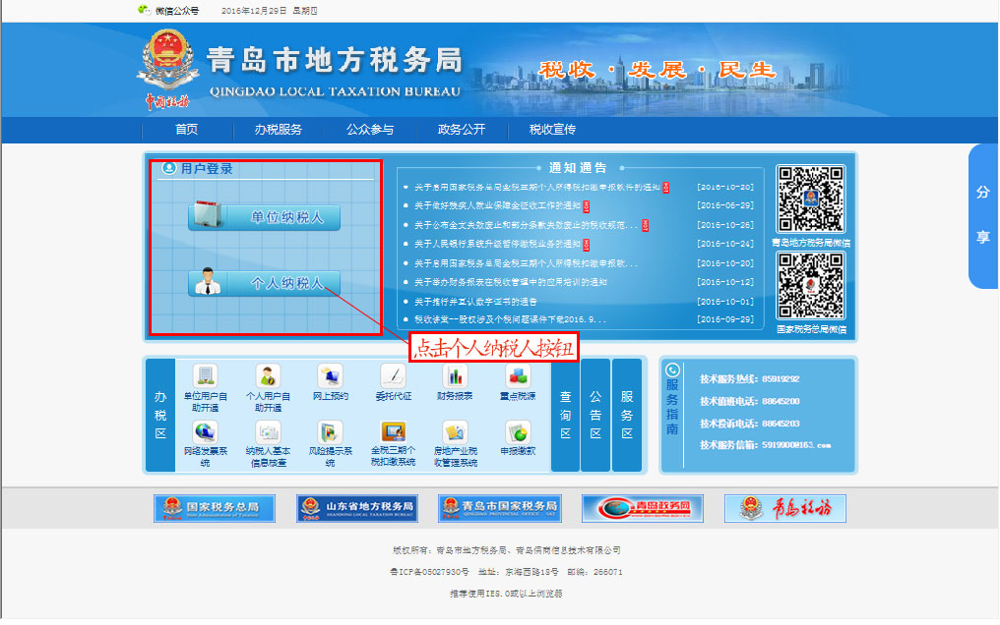 微信公众号 2016年12月29日 星期四
青岛市地方税务局
QINGDAO LOCAL TAXATION BUREAU
中国税务
税收·发展·民生
首页 办税服务 公众参与 政务公开 税收宣传
用户登录
单位纳税人
个人纳税人
点击个人纳税人按钮
通知通告
关于启用国家税务总局金税三期个人所得税扣缴申报软件的通知 [2016-10-20]
关于做好残疾人就业保障金征收工作的通知 [2016-06-29]
关于公布全文失效废止和部分条款失效废止的税收规范... [2016-10-26]
关于人民银行系统升级暂停缴税业务的通知 [2016-10-24]
关于启用国家税务总局金税三期个人所得税扣缴申报软... [2016-10-20]
关于举办财务报表在税收管理中的应用培训的通知 [2016-10-12]
关于推行并互认数字证书的通告 [2016-10-01]
税收讲堂--股权涉及个税问题课件下载2016.9... [2016-09-29]
青岛地方税务局微信
国家税务总局微信
分
享
办税区
单位用户自助开通
个人用户自助开通
网上预约
委托代征
财务报表
重点税源
网络发票系统
纳税人基本信息核查
风险提示系统
金税三期个税扣缴系统
房地产业税收管理系统
申报缴款
查询区
公告区
服务区
服务指南
技术服务热线：85919292
技术值班电话：88645200
技术投诉电话：88645203
技术服务信箱：59199000@163.com
国家税务总局
State Administration of Taxation
山东省地方税务局
SHANDONG LOCAL TAXATION BUREAU
青岛市国家税务局
QINGDAO PROVINCIAL OFFICE, SAT
青岛政务网
青岛税务
版权所有：青岛市地方税务局、青岛保商信息技术有限公司
鲁ICP备05027930号 地址：东海西路18号 邮编：266071
推荐使用IE8.0或以上浏览器